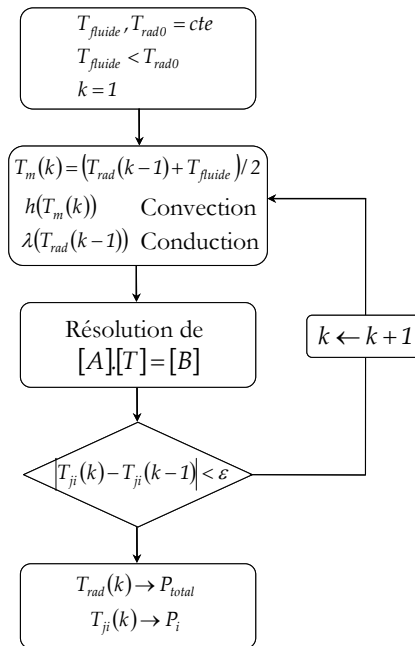 T_fluide, T_rad0 = cte
T_fluide < T_rad0
k = 1
T_m(k) = (T_rad(k−1) + T_fluide)/2
h(T_m(k)) Convection
λ(T_rad(k−1)) Conduction
Résolution de
[A].[T] = [B]
k ← k + 1
|T_ji(k) − T_ji(k−1)| < ε
T_rad(k) → P_total
T_ji(k) → P_i